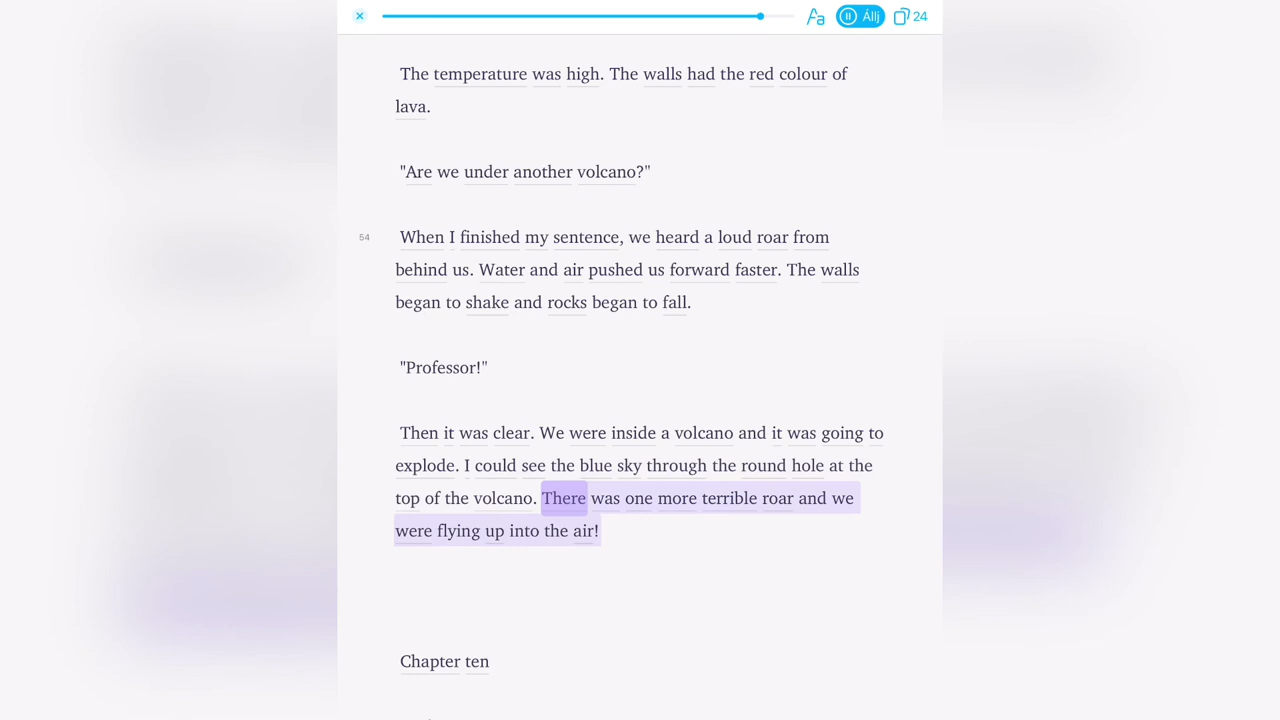 Állj
24
The temperature was high. The walls had the red colour of
lava.
"Are we under another volcano?"
54
When I finished my sentence, we heard a loud roar from
behind us. Water and air pushed us forward faster. The walls
began to shake and rocks began to fall.
"Professor!"
Then it was clear. We were inside a volcano and it was going to
explode. I could see the blue sky through the round hole at the
top of the volcano. There was one more terrible roar and we
were flying up into the air!
Chapter ten